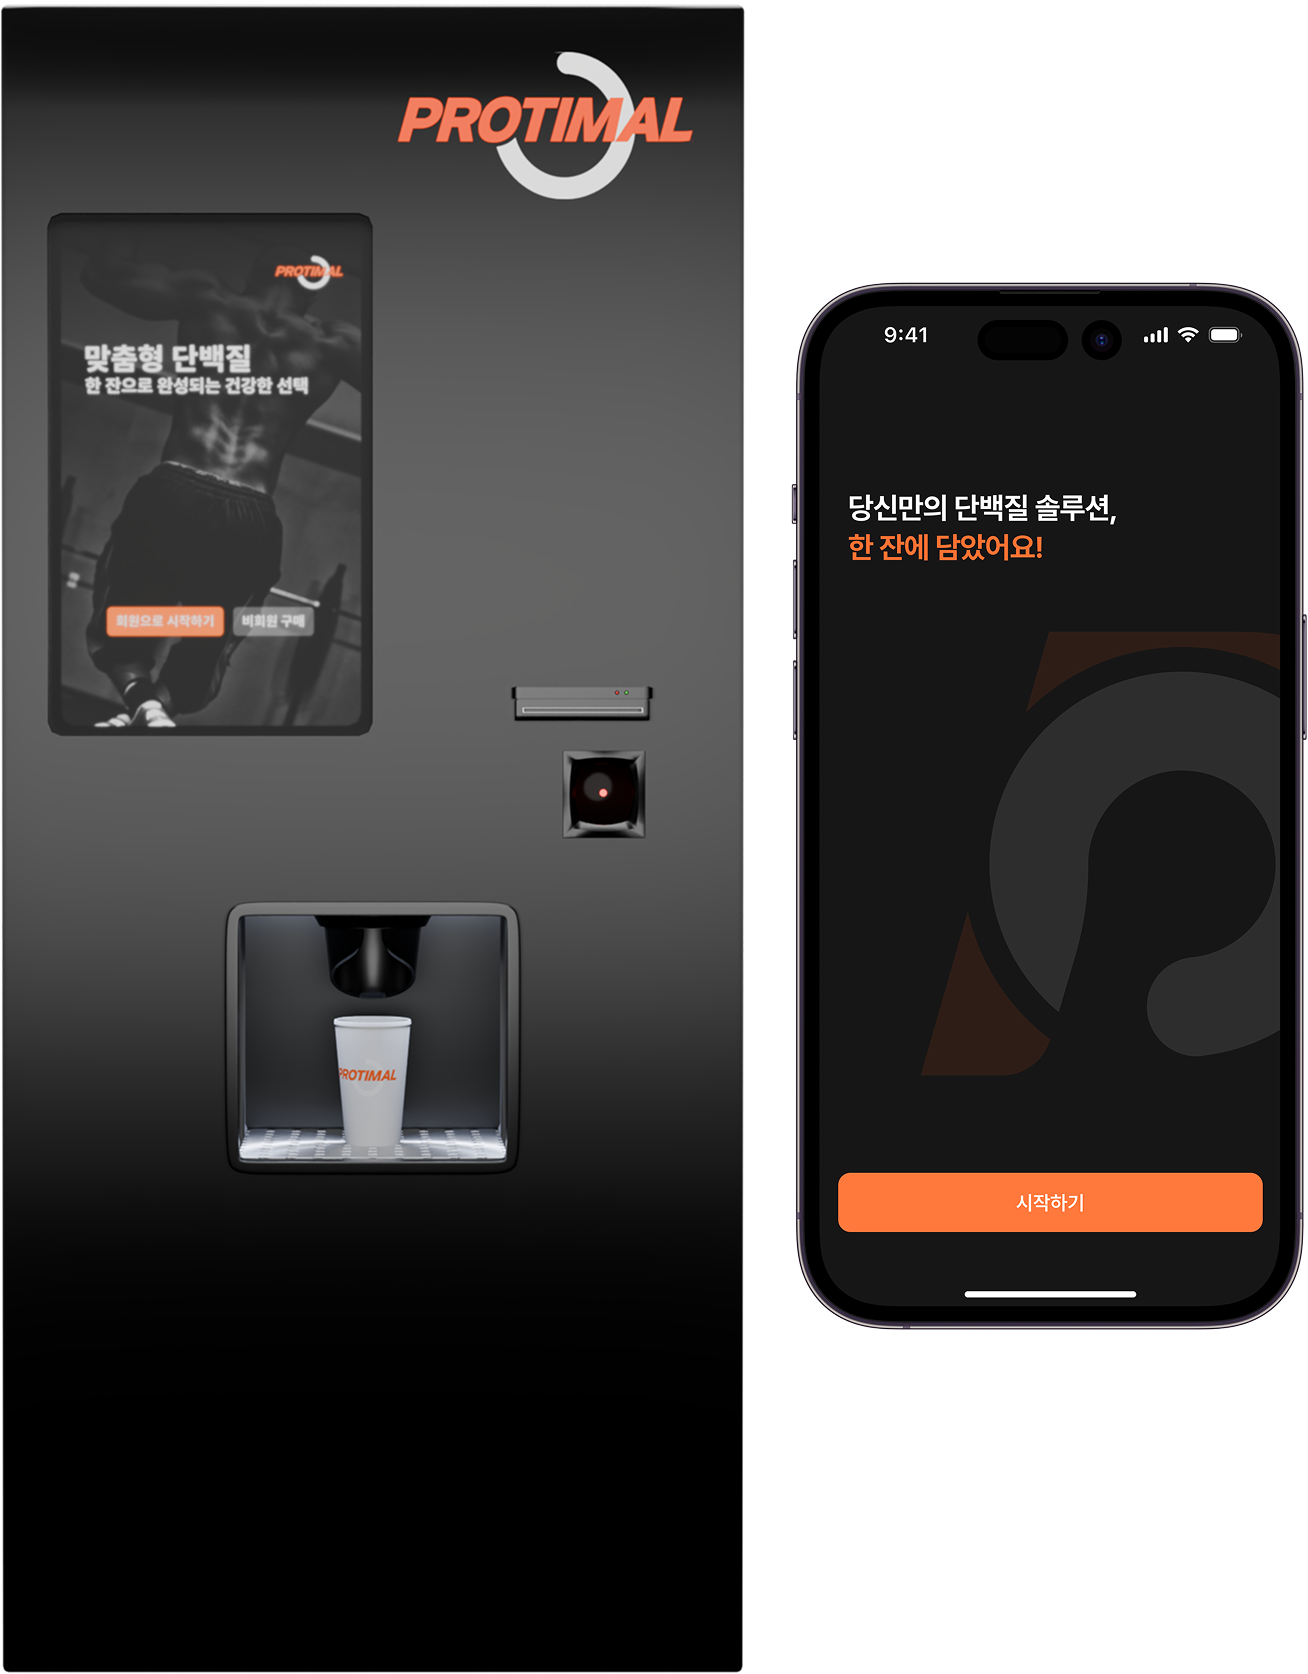 PROTIMAL
PROTIMAL
맞춤형 단백질
한 잔으로 완성되는 건강한 선택
회원으로 시작하기
비회원 구매
PROTIMAL
9:41
당신만의 단백질 솔루션,
한 잔에 담았어요!
시작하기